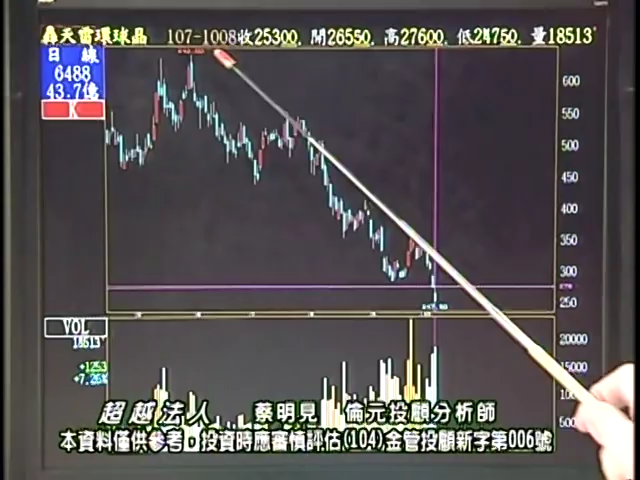 轟天雷環球晶 107-1008收25300, 開26550, 高27600, 低24750, 量18513
日 線
6488
43.7億
K
600
550
500
450
400
350
300
250
VOL
18513
+1253
+7.26%
20000
15000
超越法人 蔡明見 倫元投顧分析師
本資料僅供參考，投資時應審慎評估(104)金管投顧新字第006號